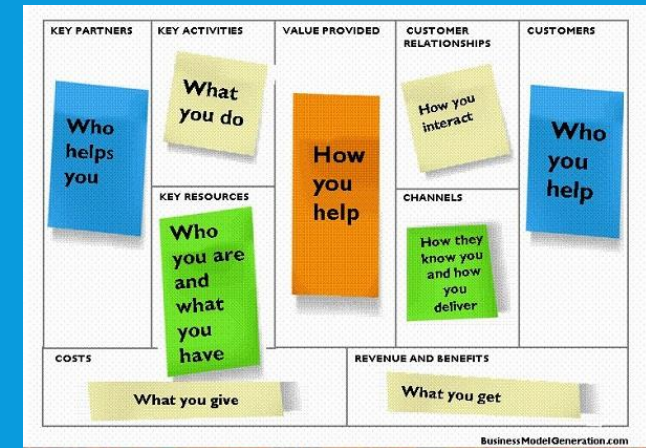 KEY PARTNERS
Who
helps
you
KEY ACTIVITIES
What
you do
KEY RESOURCES
Who
you are
and
what
you
have
VALUE PROVIDED
How
you
help
CUSTOMER
RELATIONSHIPS
How you
interact
CHANNELS
How they
know you
and how
you
deliver
CUSTOMERS
Who
you
help
COSTS
What you give
REVENUE AND BENEFITS
What you get
BusinessModelGeneration.com